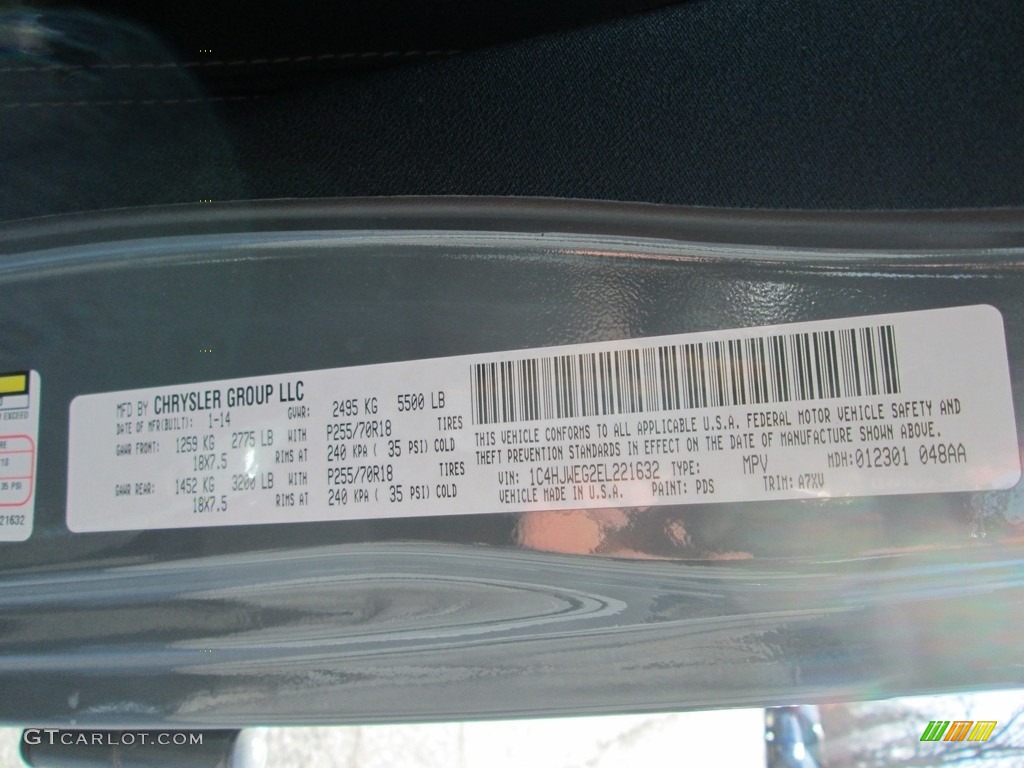 MFD BY CHRYSLER GROUP LLC
DATE OF MFR(BUILT): 1-14 GVWR: 2495 KG 5500 LB
GAWR FRONT: 1259 KG 2775 LB WITH P255/70R18 TIRES
18X7.5 RIMS AT 240 KPA ( 35 PSI) COLD
GAWR REAR: 1452 KG 3200 LB WITH P255/70R18 TIRES
18X7.5 RIMS AT 240 KPA ( 35 PSI) COLD
THIS VEHICLE CONFORMS TO ALL APPLICABLE U.S.A. FEDERAL MOTOR VEHICLE SAFETY AND
THEFT PREVENTION STANDARDS IN EFFECT ON THE DATE OF MANUFACTURE SHOWN ABOVE.
VIN: 1C4HJWEG2EL221632 TYPE: MPV MDH:012301 048AA
VEHICLE MADE IN U.S.A. PAINT: PDS TRIM: A7XV
EXCEED
35 PSI
21632
GTCARLOT.COM